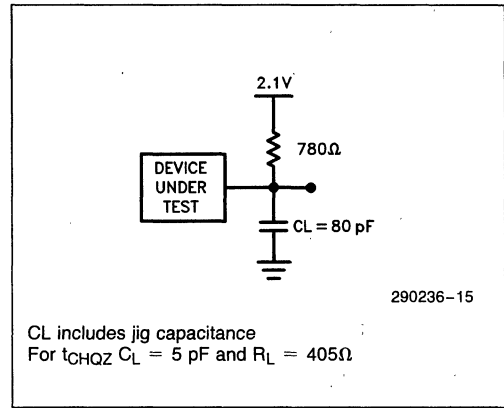 2.1V
780Ω
DEVICE
UNDER
TEST
CL = 80 pF
290236-15
CL includes jig capacitance
For tCHQZ CL = 5 pF and RL = 405Ω